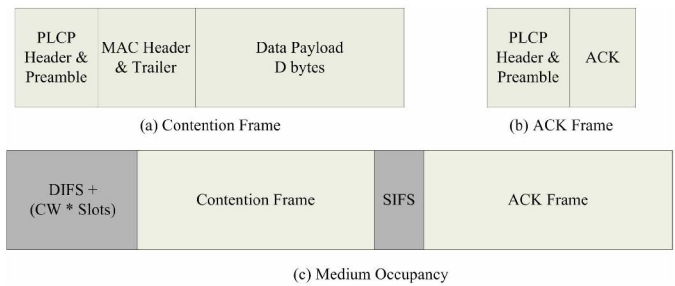 PLCP
Header &
Preamble
MAC Header
& Trailer
Data Payload
D bytes
PLCP
Header &
Preamble
ACK
(a) Contention Frame
(b) ACK Frame
DIFS +
(CW * Slots)
Contention Frame
SIFS
ACK Frame
(c) Medium Occupancy